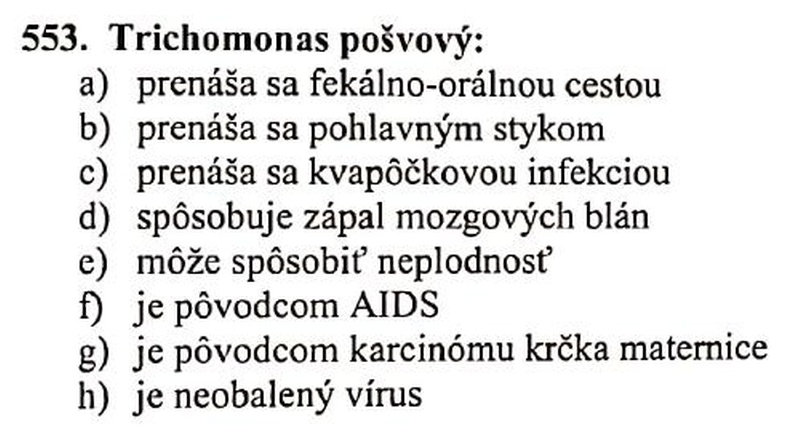 553. Trichomonas pošvový:
a) prenáša sa fekálno-orálnou cestou
b) prenáša sa pohlavným stykom
c) prenáša sa kvapôčkovou infekciou
d) spôsobuje zápal mozgových blán
e) môže spôsobiť neplodnosť
f) je pôvodcom AIDS
g) je pôvodcom karcinómu krčka maternice
h) je neobalený vírus